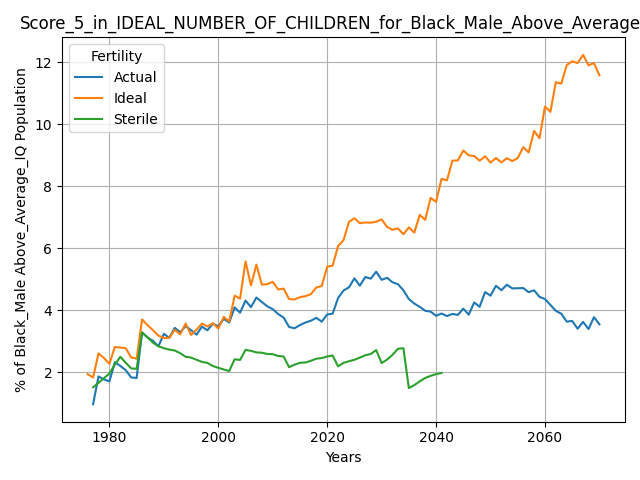 Score_5_in_IDEAL_NUMBER_OF_CHILDREN_for_Black_Male_Above_Average
% of Black_Male Above_Average_IQ Population
Fertility
Actual
Ideal
Sterile
12
10
8
6
4
2
1980
2000
2020
2040
2060
Years